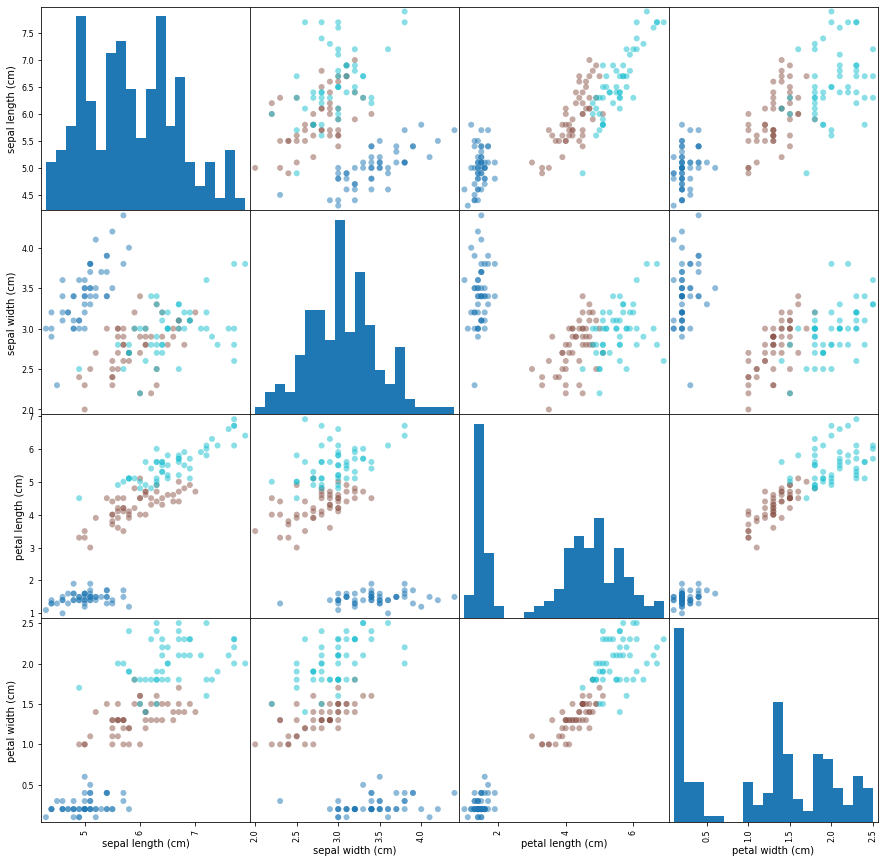 sepal length (cm)
7.5
7.0
6.5
6.0
5.5
5.0
4.5
sepal width (cm)
4.0
3.5
3.0
2.5
2.0
petal length (cm)
7
6
5
4
3
2
1
petal width (cm)
2.5
2.0
1.5
1.0
0.5
5 6 7
2.0 2.5 3.0 3.5 4.0
2 4 6
0.5 1.0 1.5 2.0 2.5
sepal length (cm) sepal width (cm) petal length (cm) petal width (cm)